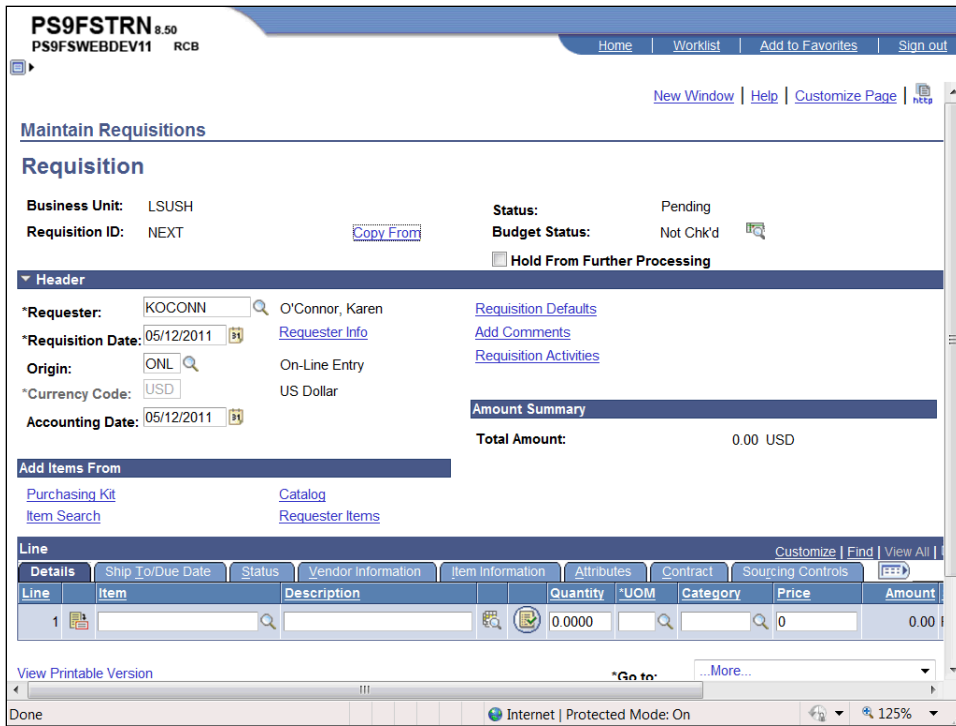 PS9FSTRN 8.50
PS9FSWEBDEV11 RCB
Home Worklist Add to Favorites Sign out
New Window | Help | Customize Page | http
Maintain Requisitions
Requisition
Business Unit: LSUSH Status: Pending
Requisition ID: NEXT Copy From Budget Status: Not Chk'd
Hold From Further Processing
Header
*Requester: KOCONN O'Connor, Karen Requisition Defaults
*Requisition Date: 05/12/2011 31 Requester Info Add Comments
Origin: ONL On-Line Entry Requisition Activities
*Currency Code: USD US Dollar
Accounting Date: 05/12/2011 31 Amount Summary
Total Amount: 0.00 USD
Add Items From
Purchasing Kit Catalog
Item Search Requester Items
Line Customize | Find | View All |
Details Ship To/Due Date Status Vendor Information Item Information Attributes Contract Sourcing Controls
Line Item Description Quantity *UOM Category Price Amount
1 0.0000 0 0.00
View Printable Version *Go to: ...More...
Done Internet | Protected Mode: On 125%